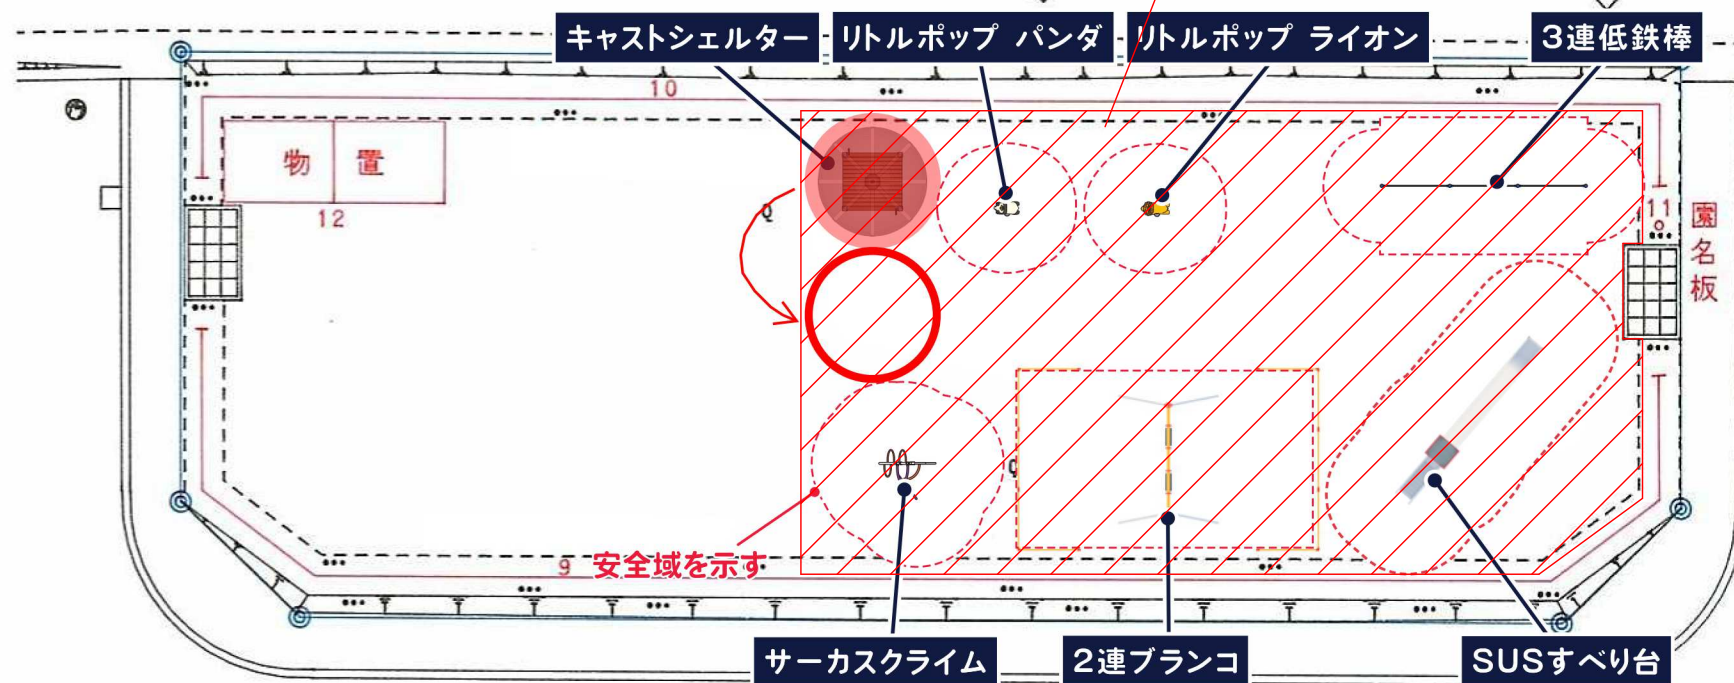 キャストシェルター
リトルポップ パンダ
リトルポップ ライオン
3連低鉄棒
10
物置
12
Q
11
園名板
Q
安全域を示す
9
サーカスクライム
2連ブランコ
SUSすべり台